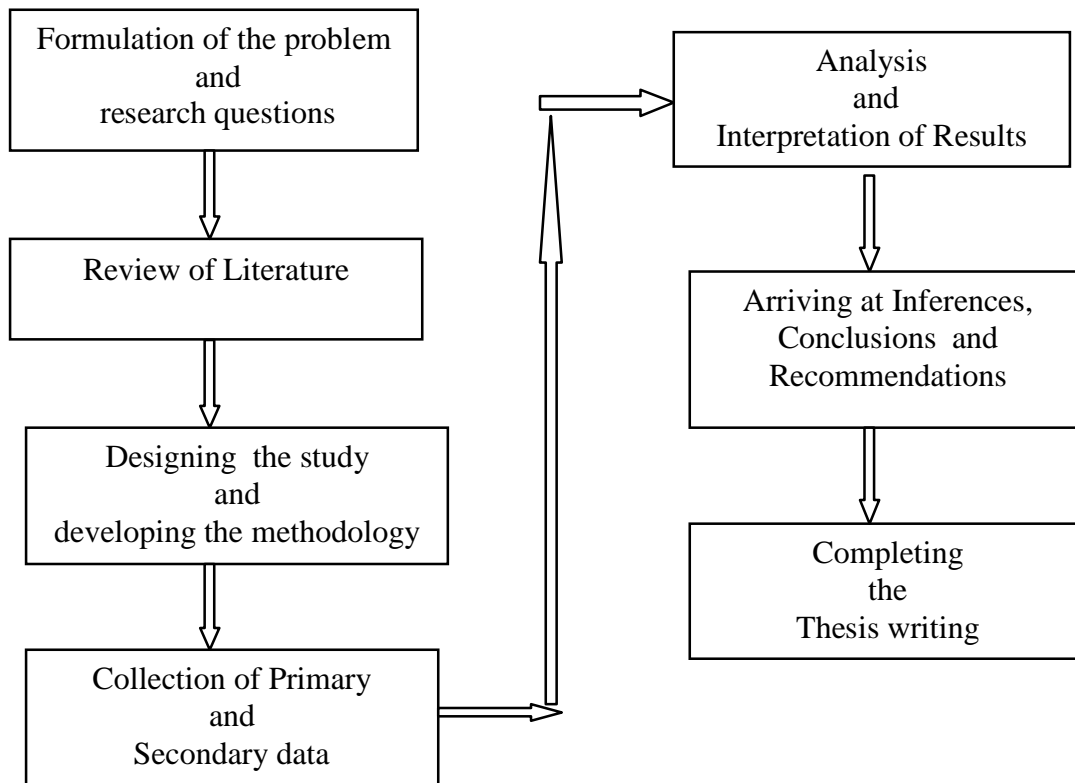 Formulation of the problem
and
research questions
Review of Literature
Designing the study
and
developing the methodology
Collection of Primary
and
Secondary data
Analysis
and
Interpretation of Results
Arriving at Inferences,
Conclusions and
Recommendations
Completing
the
Thesis writing